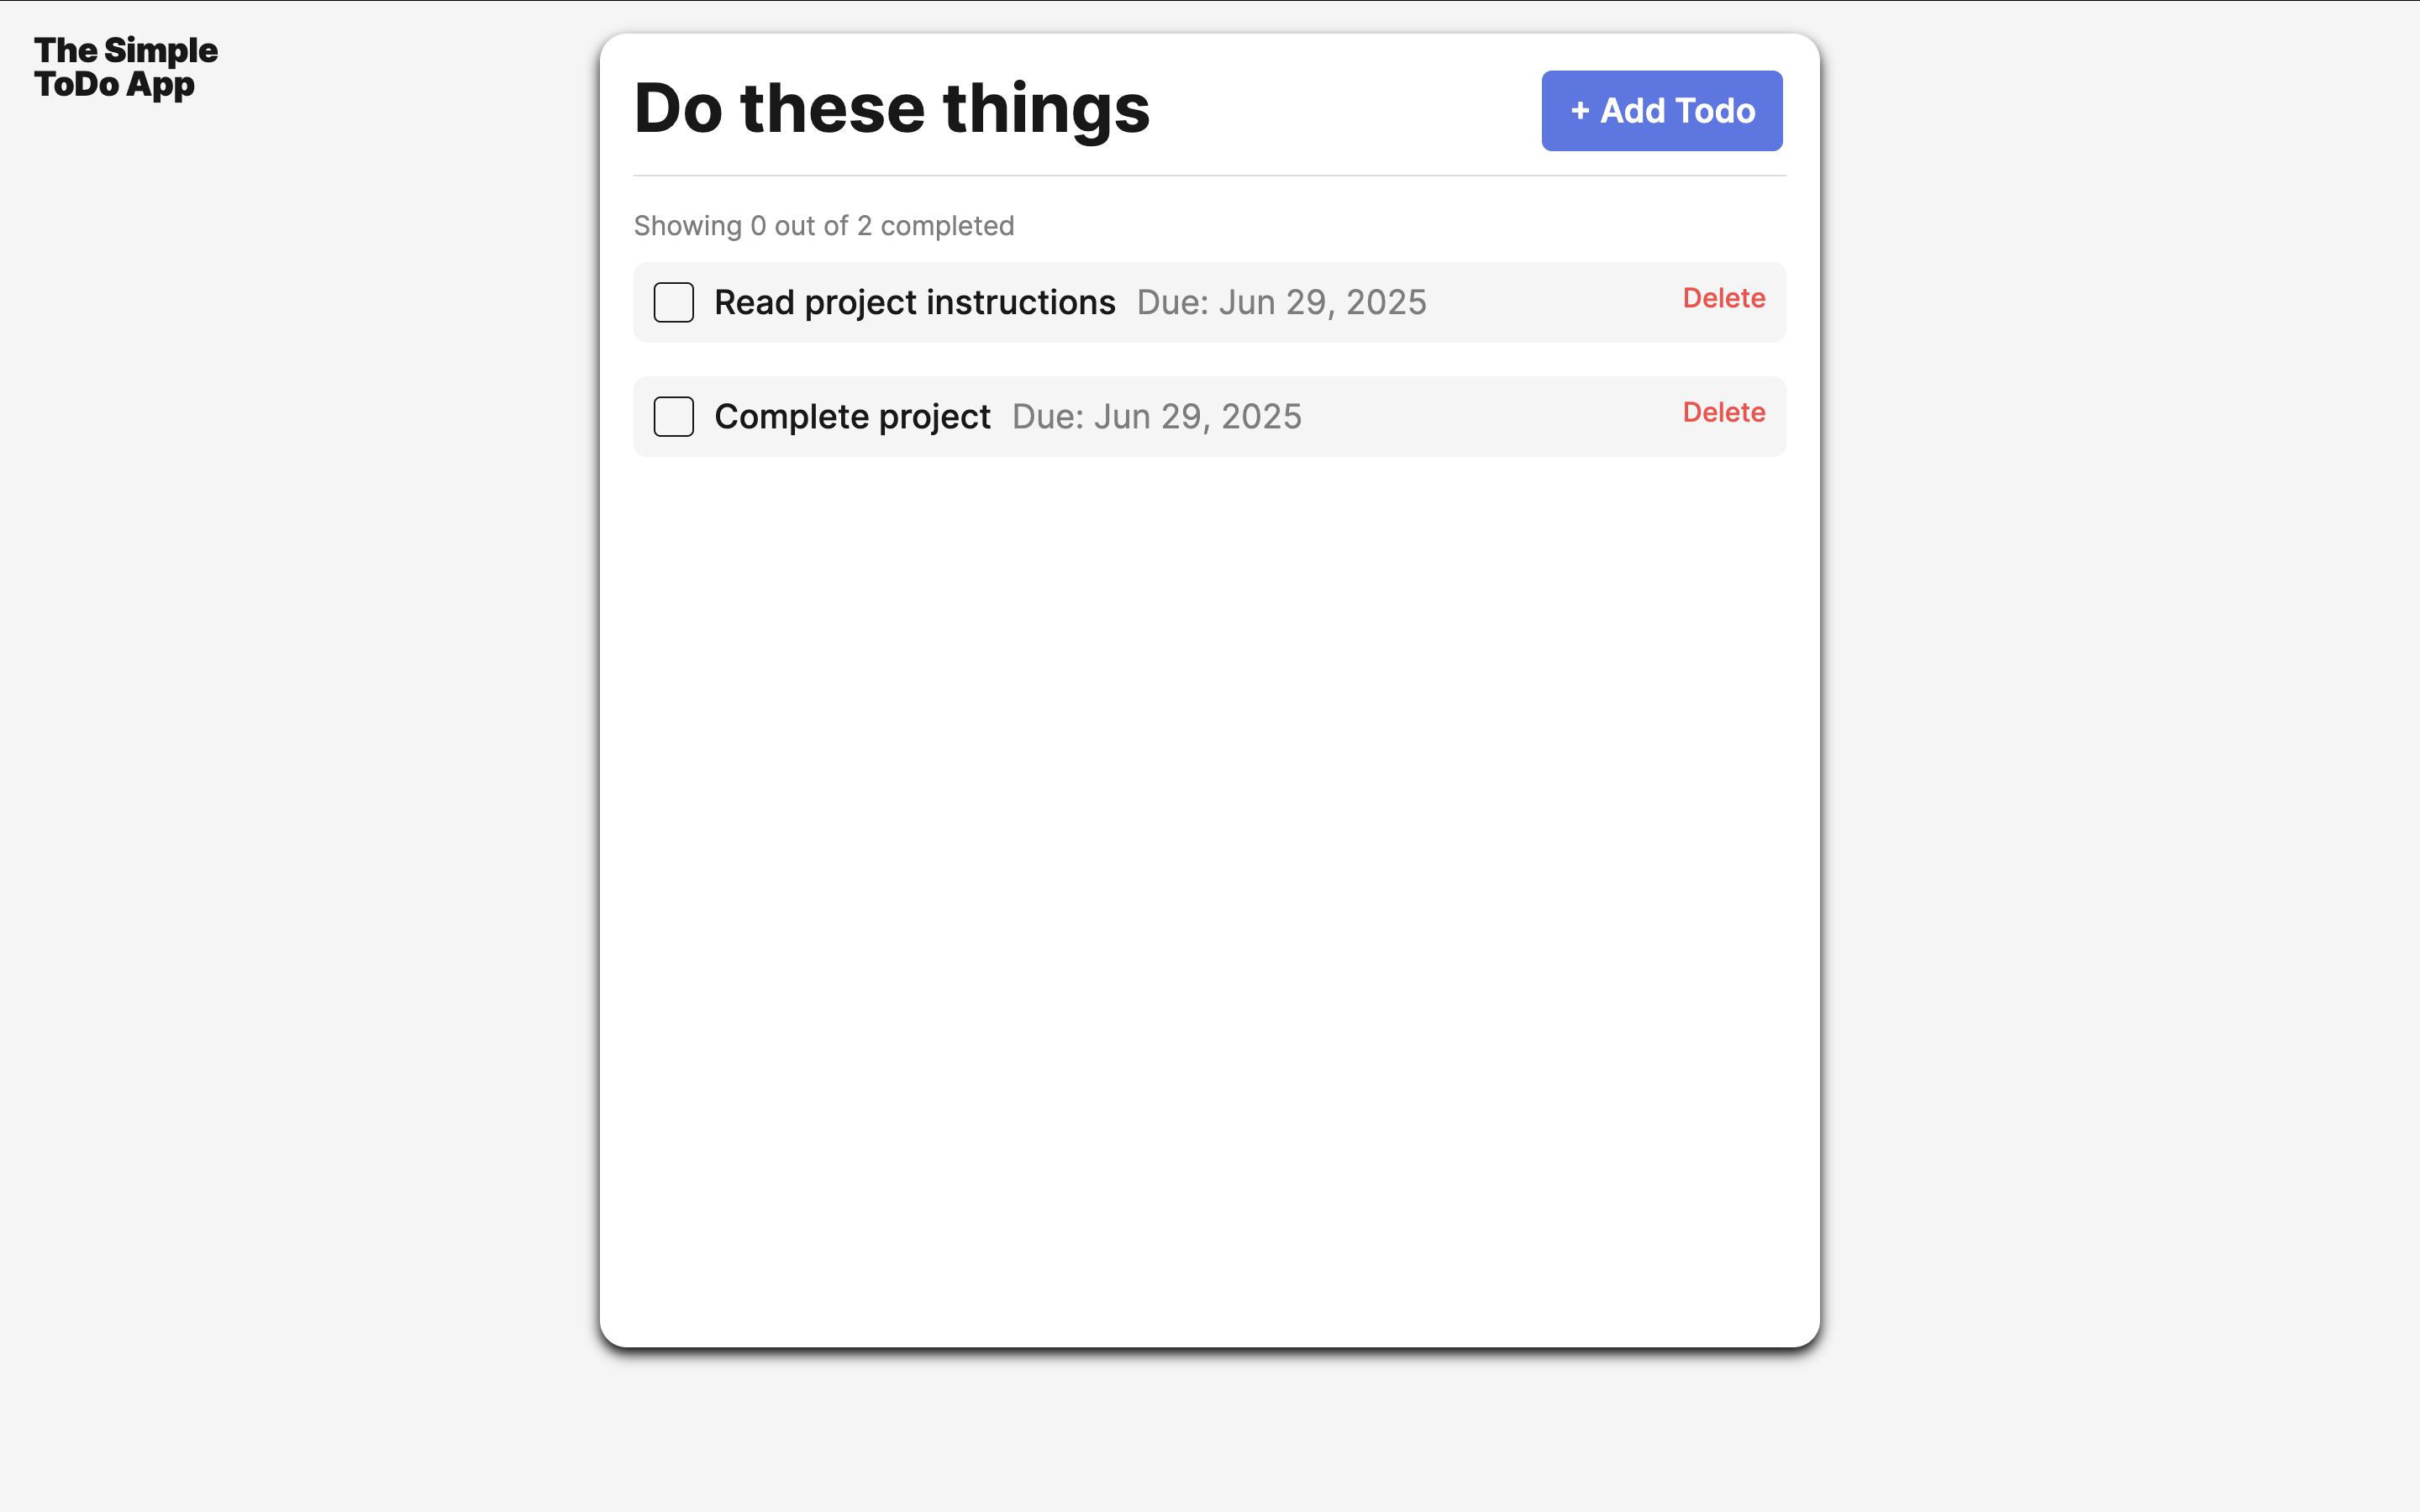 The Simple
ToDo App
Do these things
+ Add Todo
Showing 0 out of 2 completed
Read project instructions Due: Jun 29, 2025 Delete
Complete project Due: Jun 29, 2025 Delete